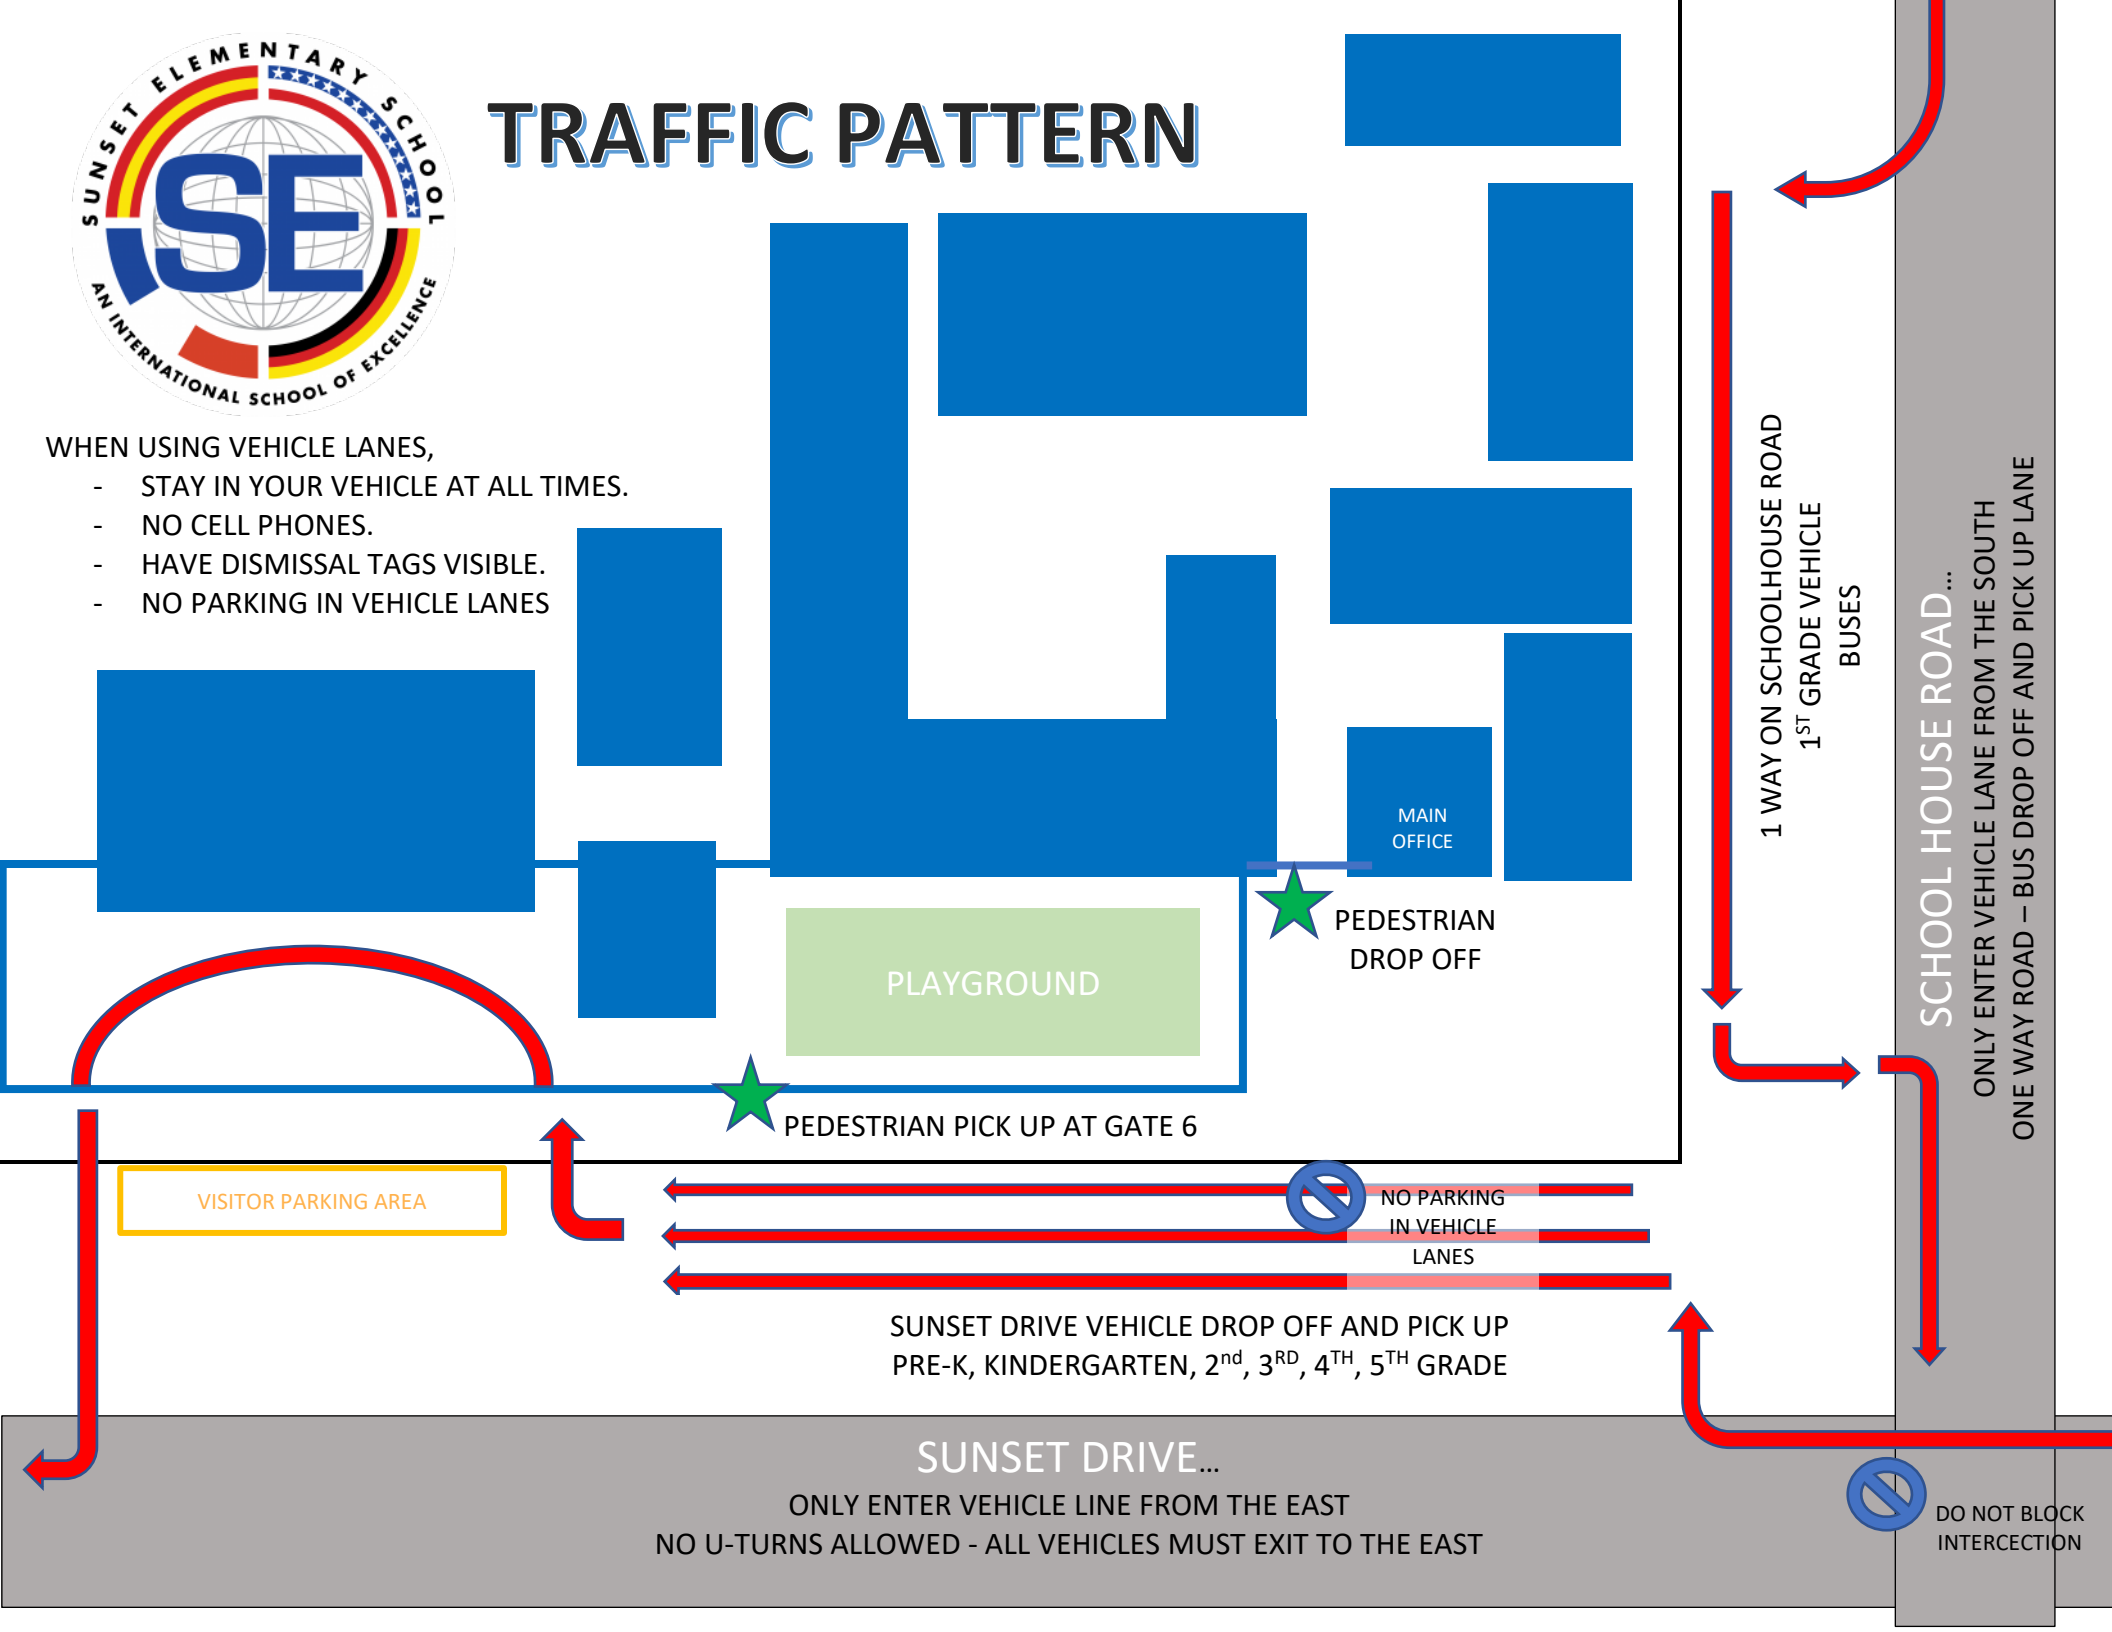 SUNSET ELEMENTARY SCHOOL
SE
AN INTERNATIONAL SCHOOL OF EXCELLENCE
TRAFFIC PATTERN
WHEN USING VEHICLE LANES,
- STAY IN YOUR VEHICLE AT ALL TIMES.
- NO CELL PHONES.
- HAVE DISMISSAL TAGS VISIBLE.
- NO PARKING IN VEHICLE LANES
1 WAY ON SCHOOLHOUSE ROAD
1ST GRADE VEHICLE
BUSES
SCHOOL HOUSE ROAD...
ONLY ENTER VEHICLE LANE FROM THE SOUTH
ONE WAY ROAD – BUS DROP OFF AND PICK UP LANE
MAIN
OFFICE
PEDESTRIAN
DROP OFF
PLAYGROUND
PEDESTRIAN PICK UP AT GATE 6
VISITOR PARKING AREA
NO PARKING
IN VEHICLE
LANES
SUNSET DRIVE VEHICLE DROP OFF AND PICK UP
PRE-K, KINDERGARTEN, 2nd, 3RD, 4TH, 5TH GRADE
SUNSET DRIVE...
ONLY ENTER VEHICLE LINE FROM THE EAST
NO U-TURNS ALLOWED - ALL VEHICLES MUST EXIT TO THE EAST
DO NOT BLOCK
INTERCECTION